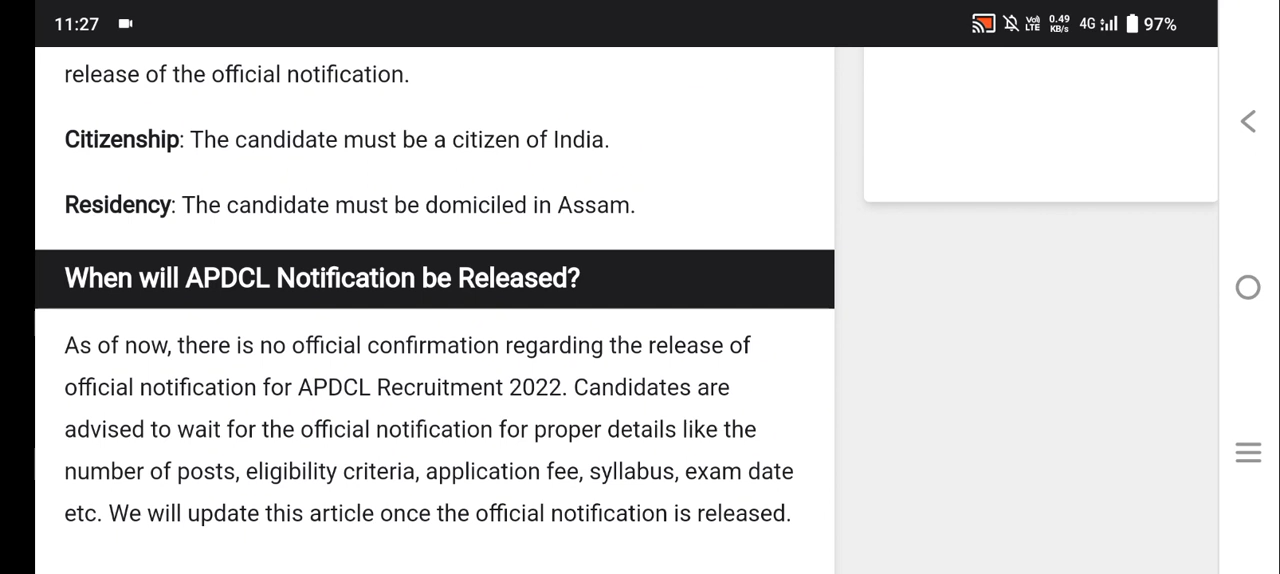 11:27
Vo) LTE 0.49 KB/s 4G 97%
release of the official notification.
Citizenship: The candidate must be a citizen of India.
Residency: The candidate must be domiciled in Assam.
When will APDCL Notification be Released?
As of now, there is no official confirmation regarding the release of
official notification for APDCL Recruitment 2022. Candidates are
advised to wait for the official notification for proper details like the
number of posts, eligibility criteria, application fee, syllabus, exam date
etc. We will update this article once the official notification is released.